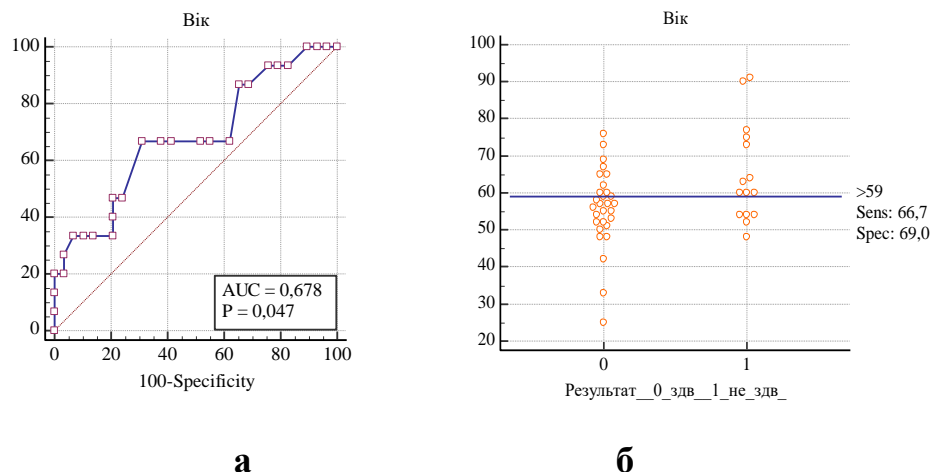 Вік
100
80
60
40
20
0
AUC = 0,678
P = 0,047
0 20 40 60 80 100
100-Specificity
а
Вік
100
90
80
70
60
50
40
30
20
>59
Sens: 66,7
Spec: 69,0
0 1
Результат__0_здв__1_не_здв_
б